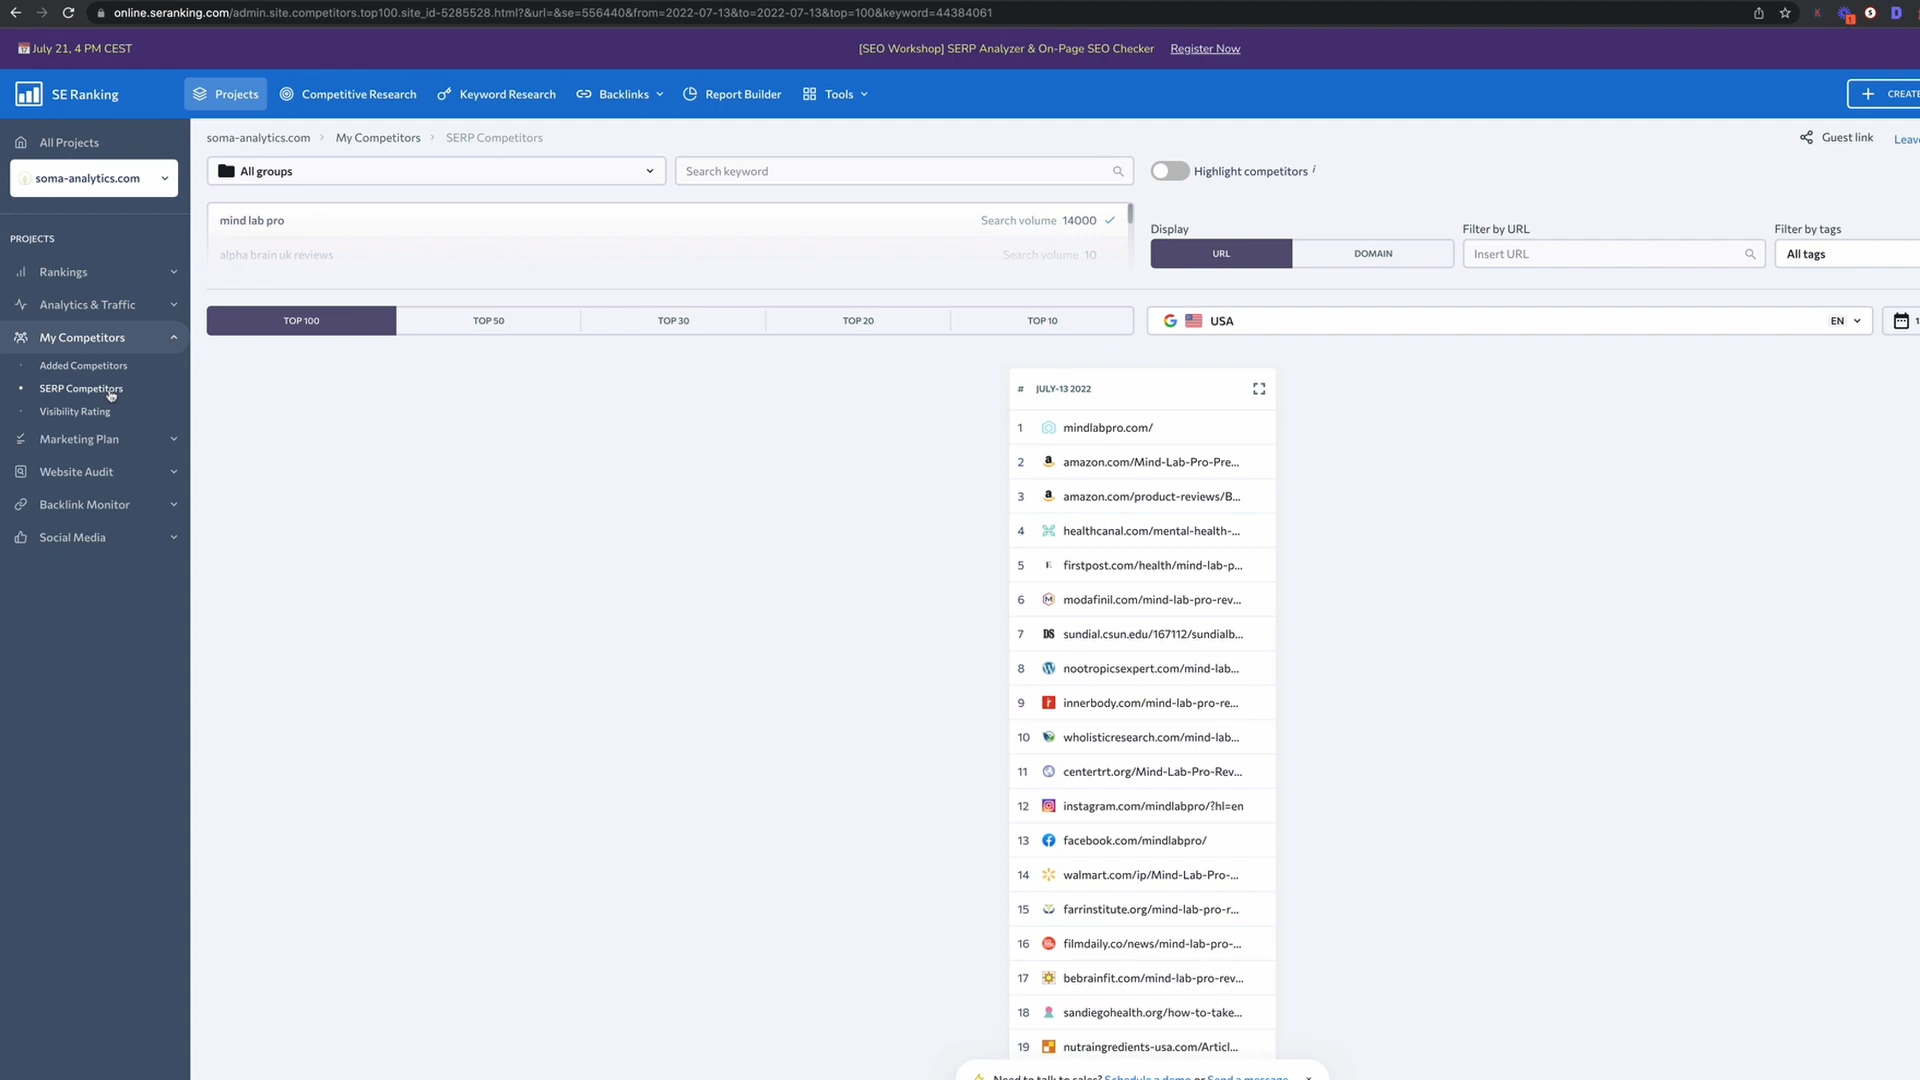 online.seranking.com/admin.site.competitors.top100.site_id-5285528.html?&url=&se=556440&from=2022-07-13&to=2022-07-13&top=100&keyword=44384061
July 21, 4 PM CEST
[SEO Workshop] SERP Analyzer & On-Page SEO Checker Register Now
SE Ranking
Projects
Competitive Research
Keyword Research
Backlinks
Report Builder
Tools
+ CREATE
All Projects
soma-analytics.com
PROJECTS
Rankings
Analytics & Traffic
My Competitors
Added Competitors
SERP Competitors
Visibility Rating
Marketing Plan
Website Audit
Backlink Monitor
Social Media
soma-analytics.com > My Competitors > SERP Competitors
Guest link
All groups
Search keyword
Highlight competitors i
mind lab pro Search volume 14000
alpha brain uk reviews Search volume 10
Display
URL DOMAIN
Filter by URL
Insert URL
Filter by tags
All tags
TOP 100 TOP 50 TOP 30 TOP 20 TOP 10
USA EN
# JULY-13 2022
1 mindlabpro.com/
2 amazon.com/Mind-Lab-Pro-Pre...
3 amazon.com/product-reviews/B...
4 healthcanal.com/mental-health-...
5 firstpost.com/health/mind-lab-p...
6 modafinil.com/mind-lab-pro-rev...
7 sundial.csun.edu/167112/sundialb...
8 nootropicsexpert.com/mind-lab...
9 innerbody.com/mind-lab-pro-re...
10 wholisticresearch.com/mind-lab...
11 centertrt.org/Mind-Lab-Pro-Rev...
12 instagram.com/mindlabpro/?hl=en
13 facebook.com/mindlabpro/
14 walmart.com/ip/Mind-Lab-Pro-...
15 farrinstitute.org/mind-lab-pro-r...
16 filmdaily.co/news/mind-lab-pro-...
17 bebrainfit.com/mind-lab-pro-rev...
18 sandiegohealth.org/how-to-take...
19 nutraingredients-usa.com/Articl...
Need to talk to sales? Schedule a demo or Send a message